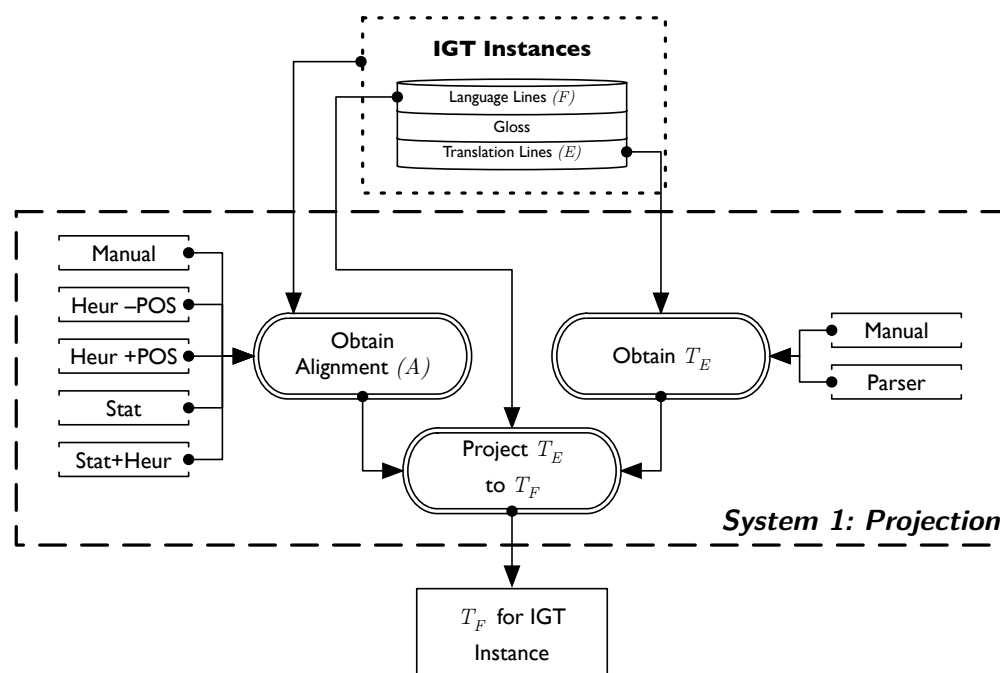 IGT Instances
Language Lines (F)
Gloss
Translation Lines (E)
Manual
Heur –POS
Heur +POS
Stat
Stat+Heur
Obtain
Alignment (A)
Obtain T_E
Manual
Parser
Project T_E
to T_F
System 1: Projection
T_F for IGT
Instance